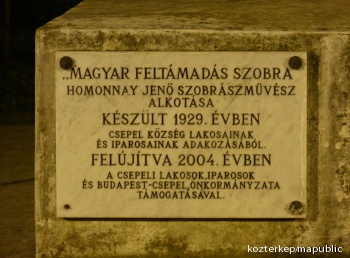 „MAGYAR FELTÁMADÁS SZOBRA”
HOMONNAY JENŐ SZOBRÁSZMŰVÉSZ
ALKOTÁSA
KÉSZÜLT 1929. ÉVBEN
CSEPEL KÖZSÉG LAKOSAINAK
ÉS IPAROSAINAK ADAKOZÁSÁBÓL.
FELÚJÍTVA 2004. ÉVBEN
A CSEPELI LAKOSOK, IPAROSOK
ÉS BUDAPEST-CSEPEL,ÖNKORMÁNYZATA
TÁMOGATÁSÁVAL.
kozterkep/mapublic